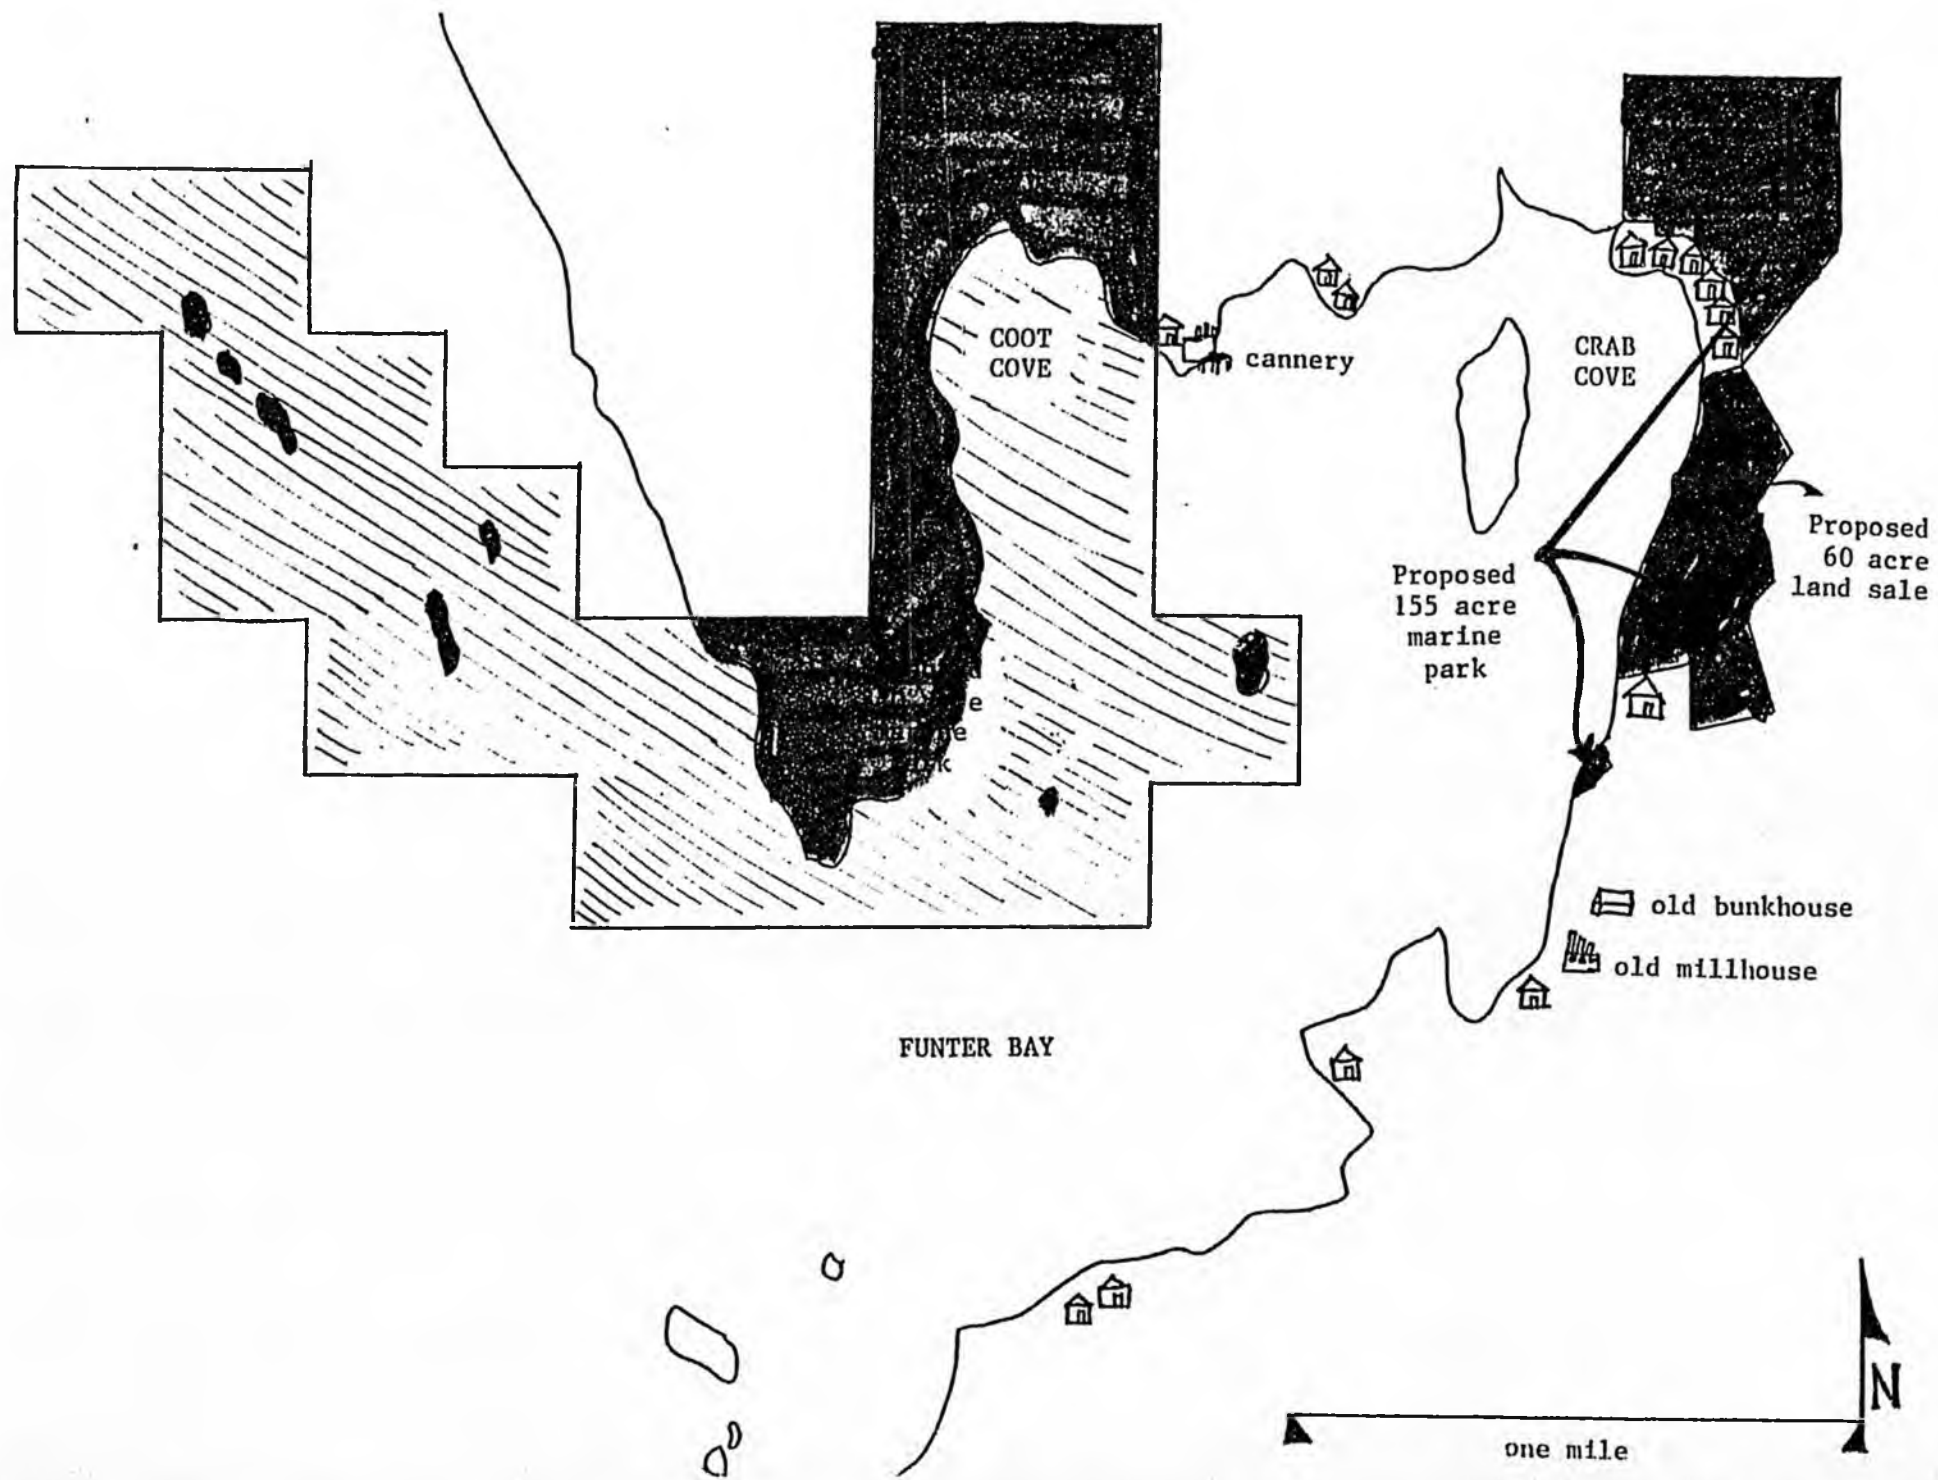 COOT
COVE
cannery
CRAB
COVE
Proposed
60 acre
land sale
Proposed
155 acre
marine
park
old bunkhouse
old millhouse
FUNTER BAY
N
one mile